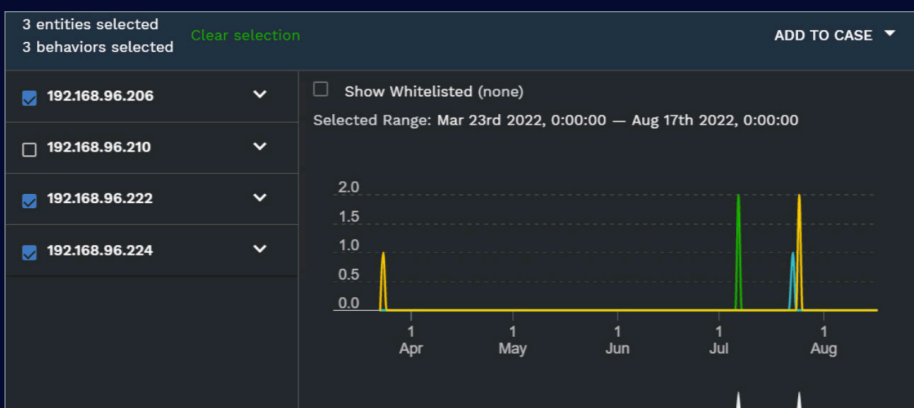 3 entities selected
3 behaviors selected
Clear selection
ADD TO CASE
192.168.96.206
192.168.96.210
192.168.96.222
192.168.96.224
Show Whitelisted (none)
Selected Range: Mar 23rd 2022, 0:00:00 — Aug 17th 2022, 0:00:00
2.0
1.5
1.0
0.5
0.0
1 1 1 1 1
Apr May Jun Jul Aug